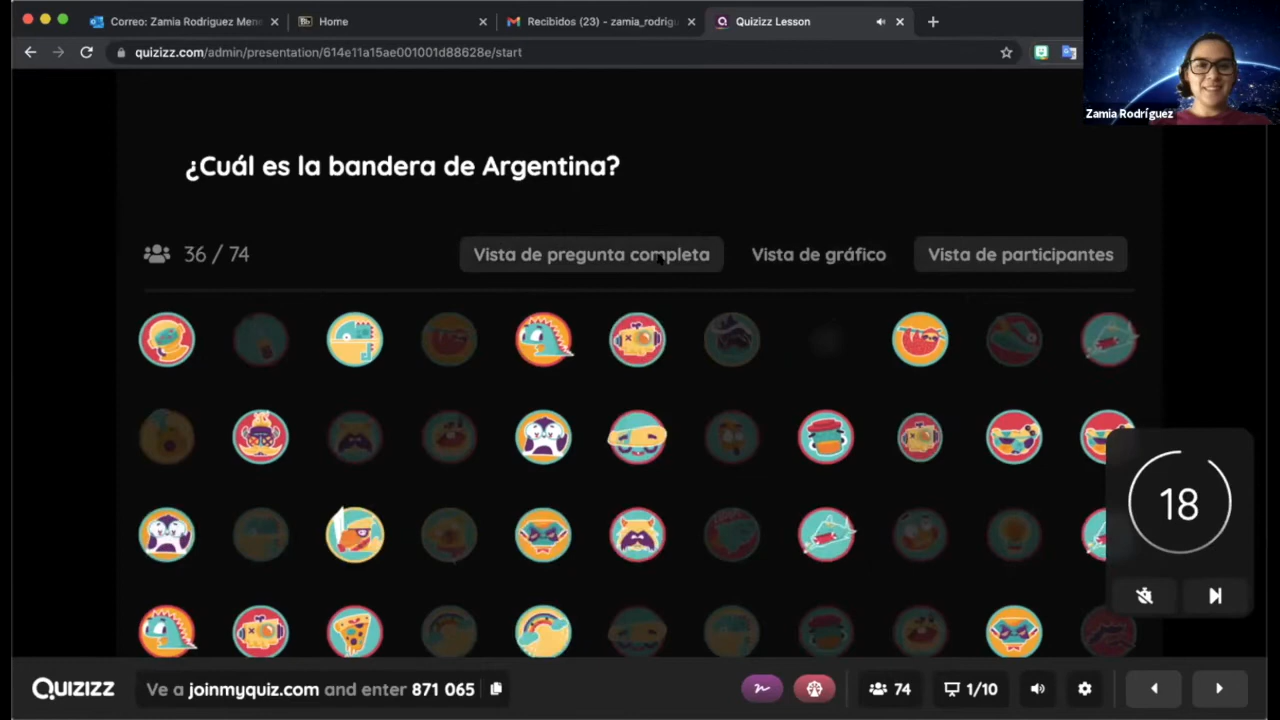 Correo: Zamia Rodriguez Men
Home
Recibidos (23) - zamia_rodrigu
Quizizz Lesson
quizizz.com/admin/presentation/614e11a15ae001001d88628e/start
Zamia Rodríguez
¿Cuál es la bandera de Argentina?
36 / 74
Vista de pregunta completa
Vista de gráfico
Vista de participantes
18
QUIZIZZ
Ve a joinmyquiz.com and enter 871 065
74
1/10